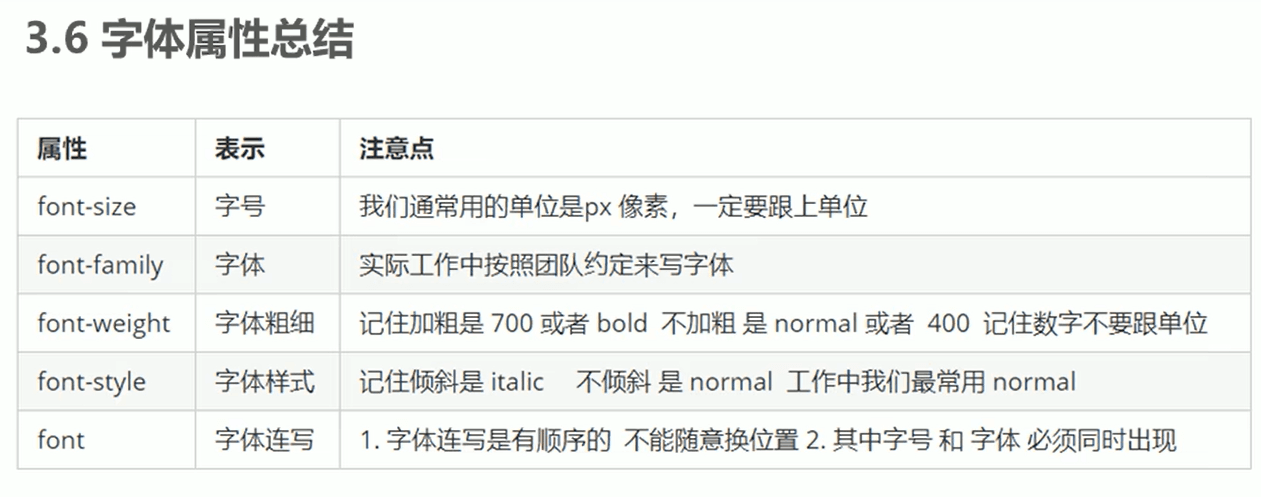 3.6 字体属性总结
属性 表示 注意点
font-size 字号 我们通常用的单位是px 像素，一定要跟上单位
font-family 字体 实际工作中按照团队约定来写字体
font-weight 字体粗细 记住加粗是 700 或者 bold 不加粗 是 normal 或者 400 记住数字不要跟单位
font-style 字体样式 记住倾斜是 italic 不倾斜 是 normal 工作中我们最常用 normal
font 字体连写 1. 字体连写是有顺序的 不能随意换位置 2. 其中字号 和 字体 必须同时出现